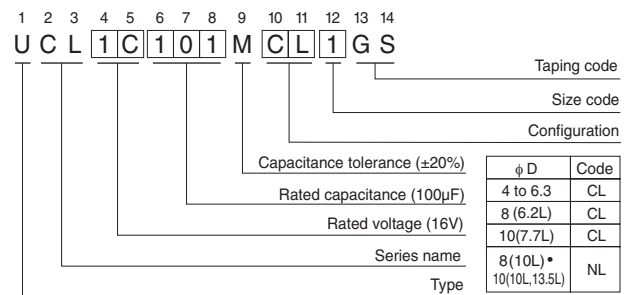 1 2 3 4 5 6 7 8 9 10 11 12 13 14
U C L 1 C 1 0 1 M C L 1 G S
Taping code
Size code
Configuration
Capacitance tolerance (±20%)
Rated capacitance (100µF)
Rated voltage (16V)
Series name
Type
ϕ D Code
4 to 6.3 CL
8 (6.2L) CL
10(7.7L) CL
8(10L) • NL
10(10L,13.5L)